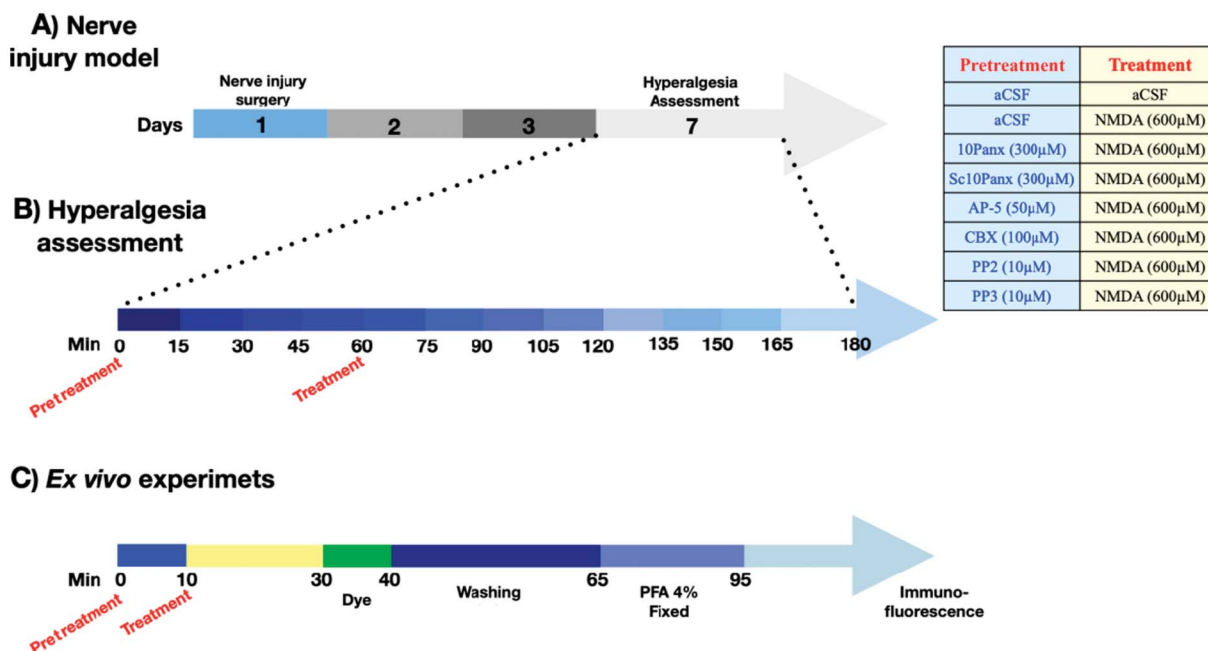 A) Nerve
injury model
Nerve injury
surgery
Hyperalgesia
Assessment
Days 1 2 3 7
Pretreatment Treatment
aCSF aCSF
aCSF NMDA (600µM)
10Panx (300µM) NMDA (600µM)
Sc10Panx (300µM) NMDA (600µM)
AP-5 (50µM) NMDA (600µM)
CBX (100µM) NMDA (600µM)
PP2 (10µM) NMDA (600µM)
PP3 (10µM) NMDA (600µM)
B) Hyperalgesia
assessment
Min 0 15 30 45 60 75 90 105 120 135 150 165 180
Pretreatment Treatment
C) Ex vivo experimets
Min 0 10 30 40 65 95
Pretreatment Treatment
Dye
Washing
PFA 4%
Fixed
Immuno-
fluorescence